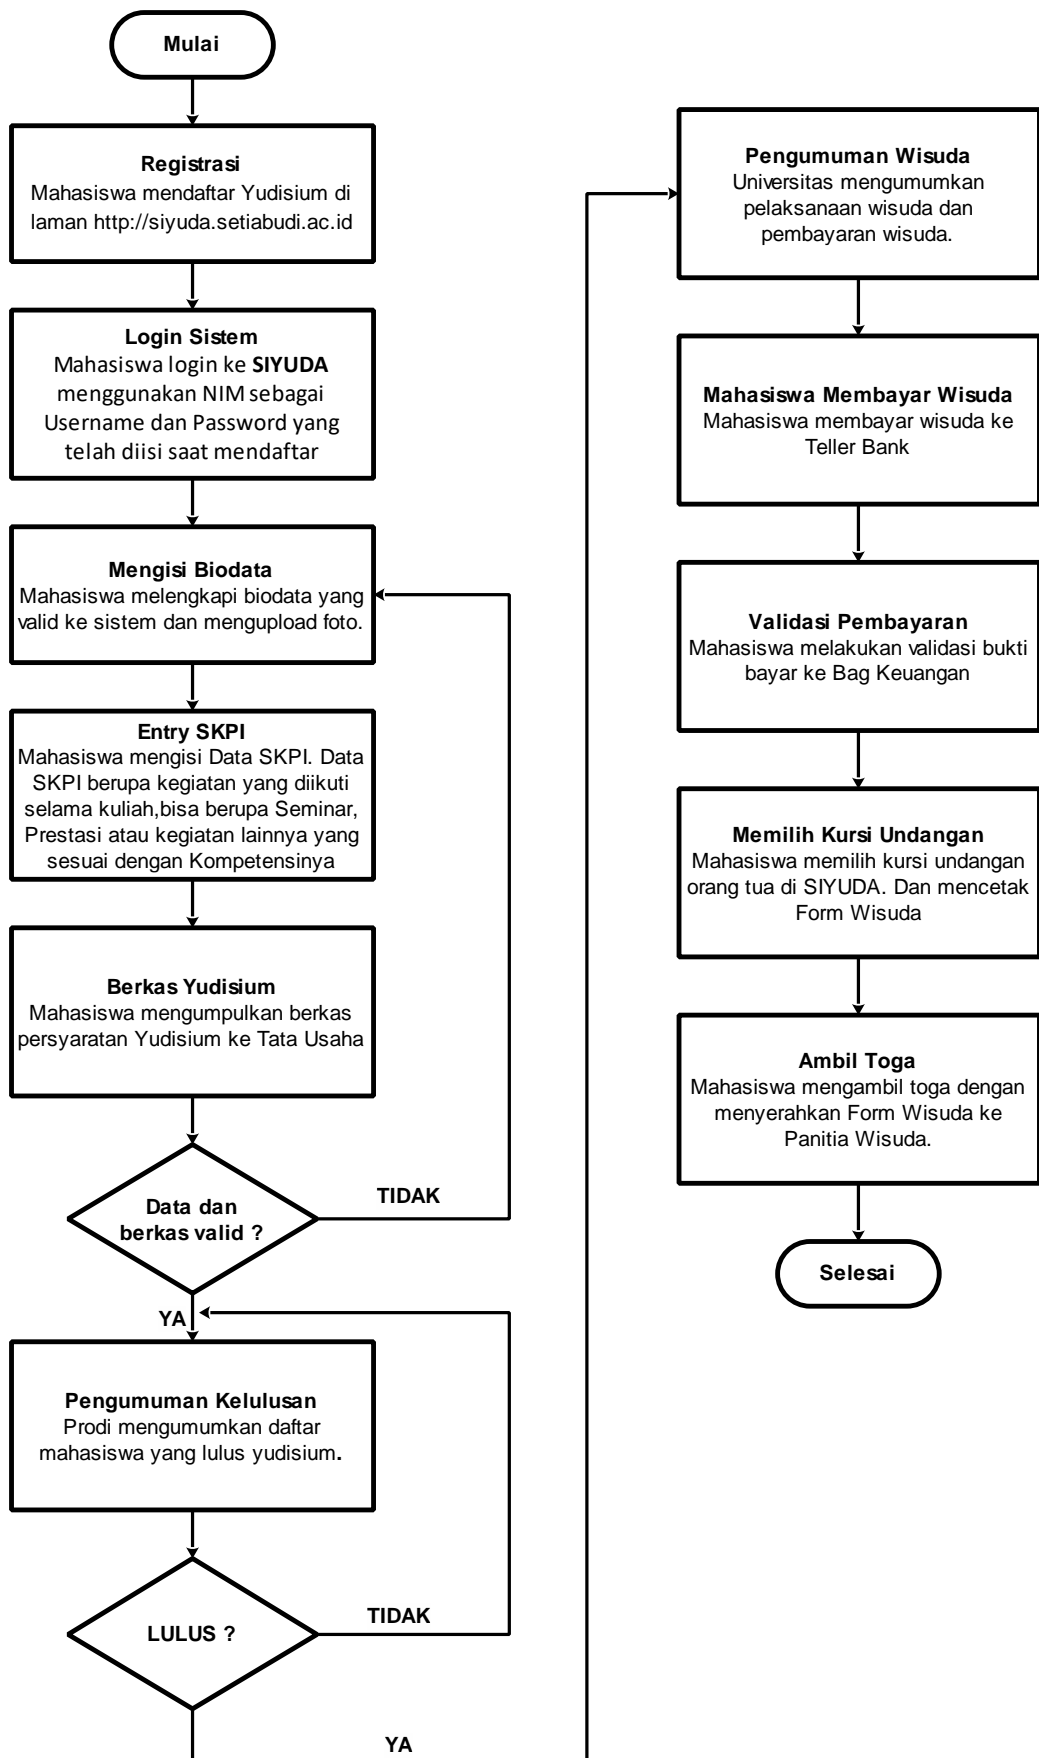 Mulai
Registrasi
Mahasiswa mendaftar Yudisium di
laman http://siyuda.setiabudi.ac.id
Login Sistem
Mahasiswa login ke SIYUDA
menggunakan NIM sebagai
Username dan Password yang
telah diisi saat mendaftar
Mengisi Biodata
Mahasiswa melengkapi biodata yang
valid ke sistem dan mengupload foto.
Entry SKPI
Mahasiswa mengisi Data SKPI. Data
SKPI berupa kegiatan yang diikuti
selama kuliah,bisa berupa Seminar,
Prestasi atau kegiatan lainnya yang
sesuai dengan Kompetensinya
Berkas Yudisium
Mahasiswa mengumpulkan berkas
persyaratan Yudisium ke Tata Usaha
Data dan
berkas valid ?
TIDAK
YA
Pengumuman Kelulusan
Prodi mengumumkan daftar
mahasiswa yang lulus yudisium.
LULUS ?
TIDAK
YA
Pengumuman Wisuda
Universitas mengumumkan
pelaksanaan wisuda dan
pembayaran wisuda.
Mahasiswa Membayar Wisuda
Mahasiswa membayar wisuda ke
Teller Bank
Validasi Pembayaran
Mahasiswa melakukan validasi bukti
bayar ke Bag Keuangan
Memilih Kursi Undangan
Mahasiswa memilih kursi undangan
orang tua di SIYUDA. Dan mencetak
Form Wisuda
Ambil Toga
Mahasiswa mengambil toga dengan
menyerahkan Form Wisuda ke
Panitia Wisuda.
Selesai